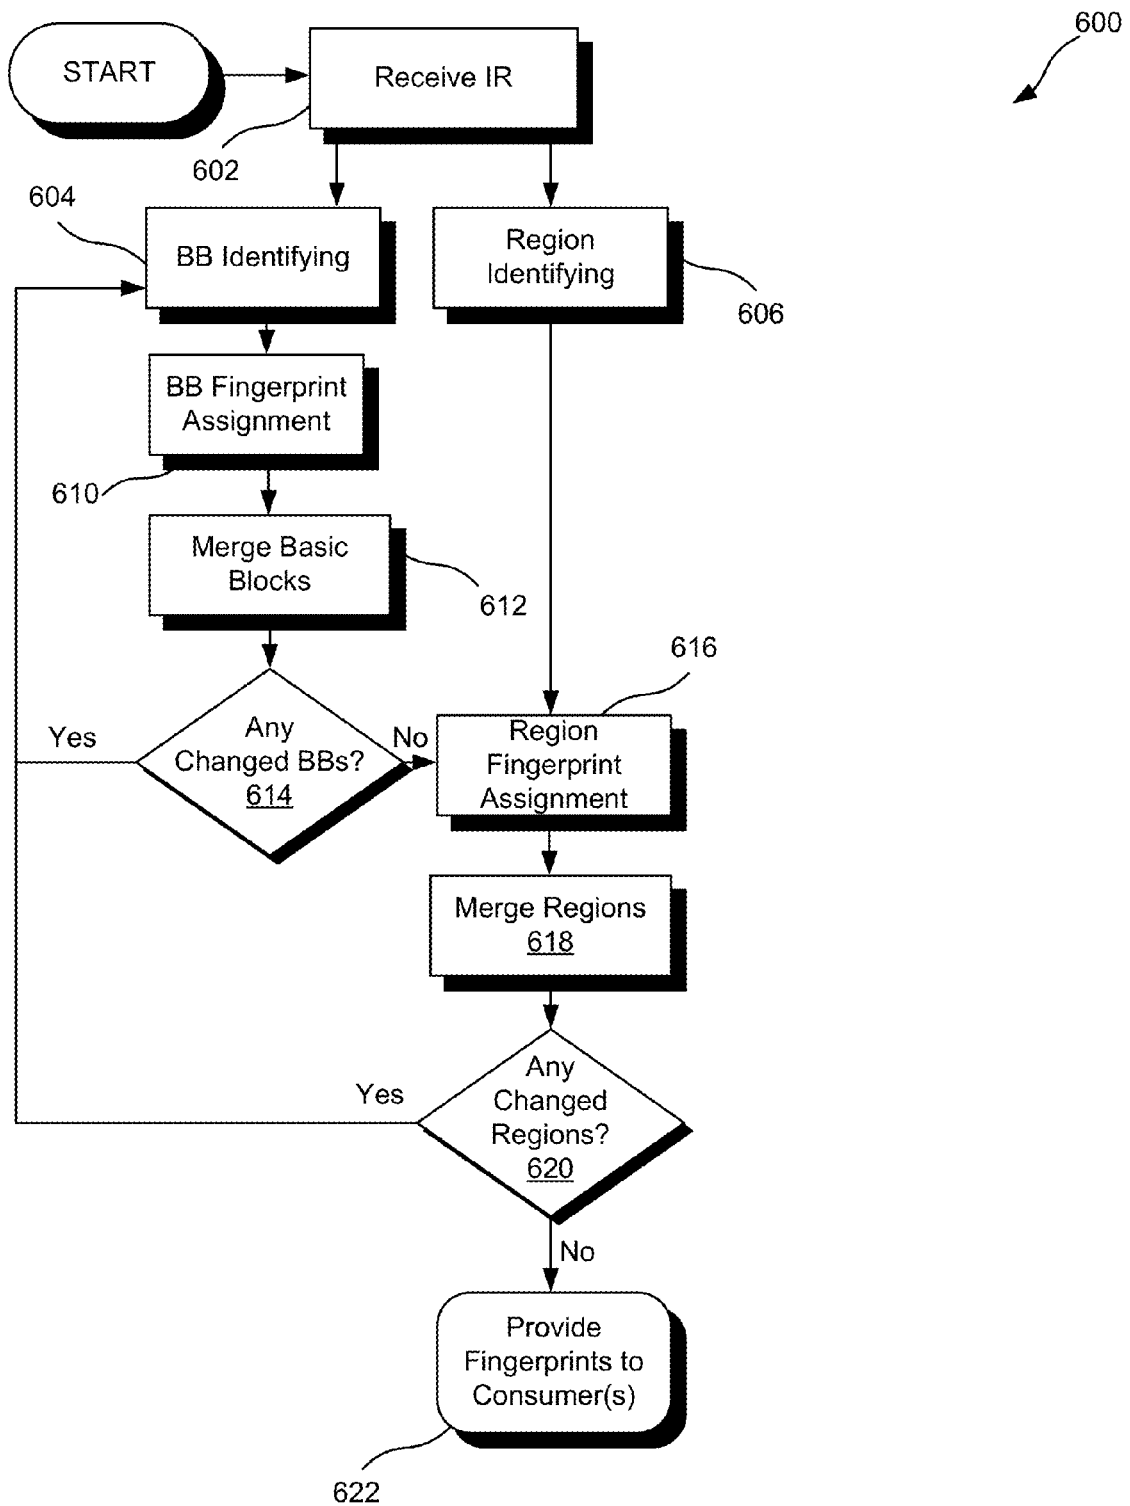 600
START
Receive IR
602
604
BB Identifying
Region
Identifying
606
BB Fingerprint
Assignment
610
Merge Basic
Blocks
612
616
Yes
Any
Changed BBs?
614
No
Region
Fingerprint
Assignment
Merge Regions
618
Yes
Any
Changed
Regions?
620
No
Provide
Fingerprints to
Consumer(s)
622